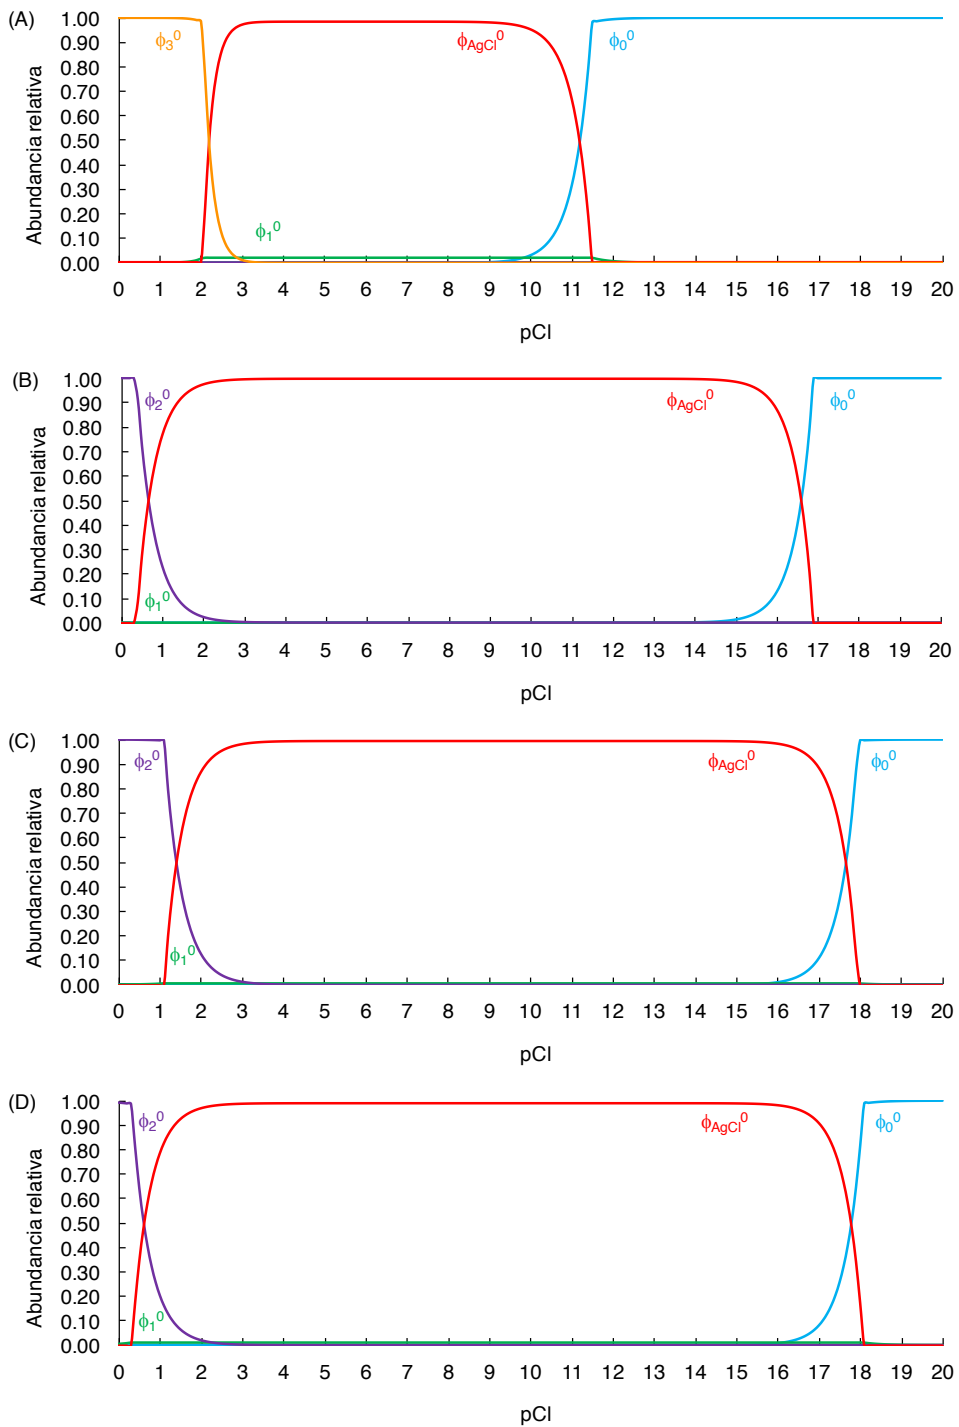 (A)
Abundancia relativa
1.00
0.90
0.80
0.70
0.60
0.50
0.40
0.30
0.20
0.10
0.00
ϕ₃⁰
ϕAgCl⁰
ϕ₀⁰
ϕ₁⁰
0 1 2 3 4 5 6 7 8 9 10 11 12 13 14 15 16 17 18 19 20
pCl
(B)
Abundancia relativa
1.00
0.90
0.80
0.70
0.60
0.50
0.40
0.30
0.20
0.10
0.00
ϕ₂⁰
ϕAgCl⁰
ϕ₀⁰
ϕ₁⁰
0 1 2 3 4 5 6 7 8 9 10 11 12 13 14 15 16 17 18 19 20
pCl
(C)
Abundancia relativa
1.00
0.90
0.80
0.70
0.60
0.50
0.40
0.30
0.20
0.10
0.00
ϕ₂⁰
ϕAgCl⁰
ϕ₀⁰
ϕ₁⁰
0 1 2 3 4 5 6 7 8 9 10 11 12 13 14 15 16 17 18 19 20
pCl
(D)
Abundancia relativa
1.00
0.90
0.80
0.70
0.60
0.50
0.40
0.30
0.20
0.10
0.00
ϕ₂⁰
ϕAgCl⁰
ϕ₀⁰
ϕ₁⁰
0 1 2 3 4 5 6 7 8 9 10 11 12 13 14 15 16 17 18 19 20
pCl